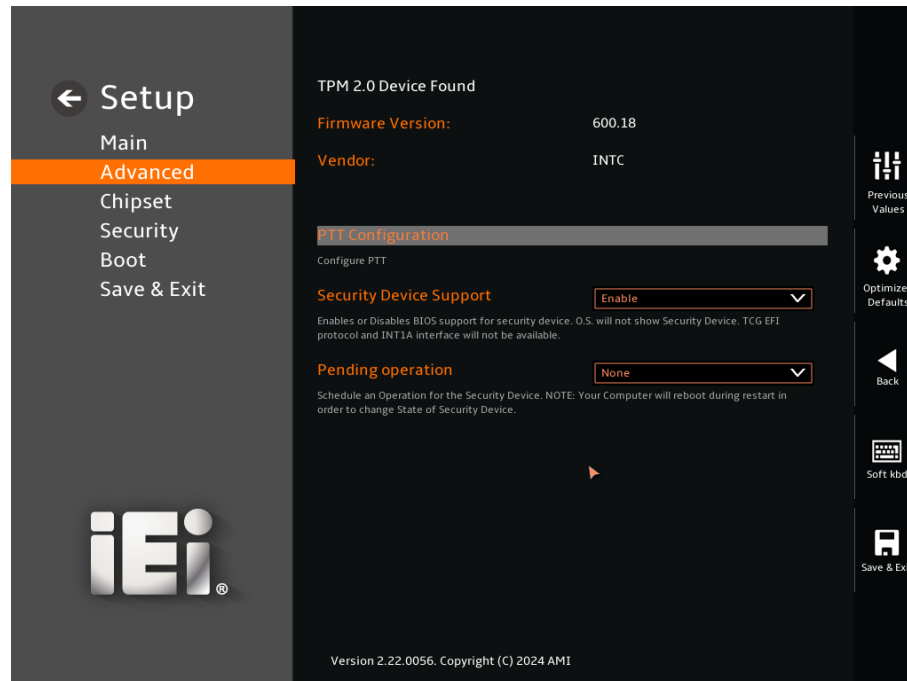 Setup
Main
Advanced
Chipset
Security
Boot
Save & Exit
iEi®
TPM 2.0 Device Found
Firmware Version: 600.18
Vendor: INTC
PTT Configuration
Configure PTT
Security Device Support Enable
Enables or Disables BIOS support for security device. O.S. will not show Security Device. TCG EFI
protocol and INT1A interface will not be available.
Pending operation None
Schedule an Operation for the Security Device. NOTE: Your Computer will reboot during restart in
order to change State of Security Device.
Version 2.22.0056. Copyright (C) 2024 AMI
Previous
Values
Optimize
Defaults
Back
Soft kbd
Save & Ex